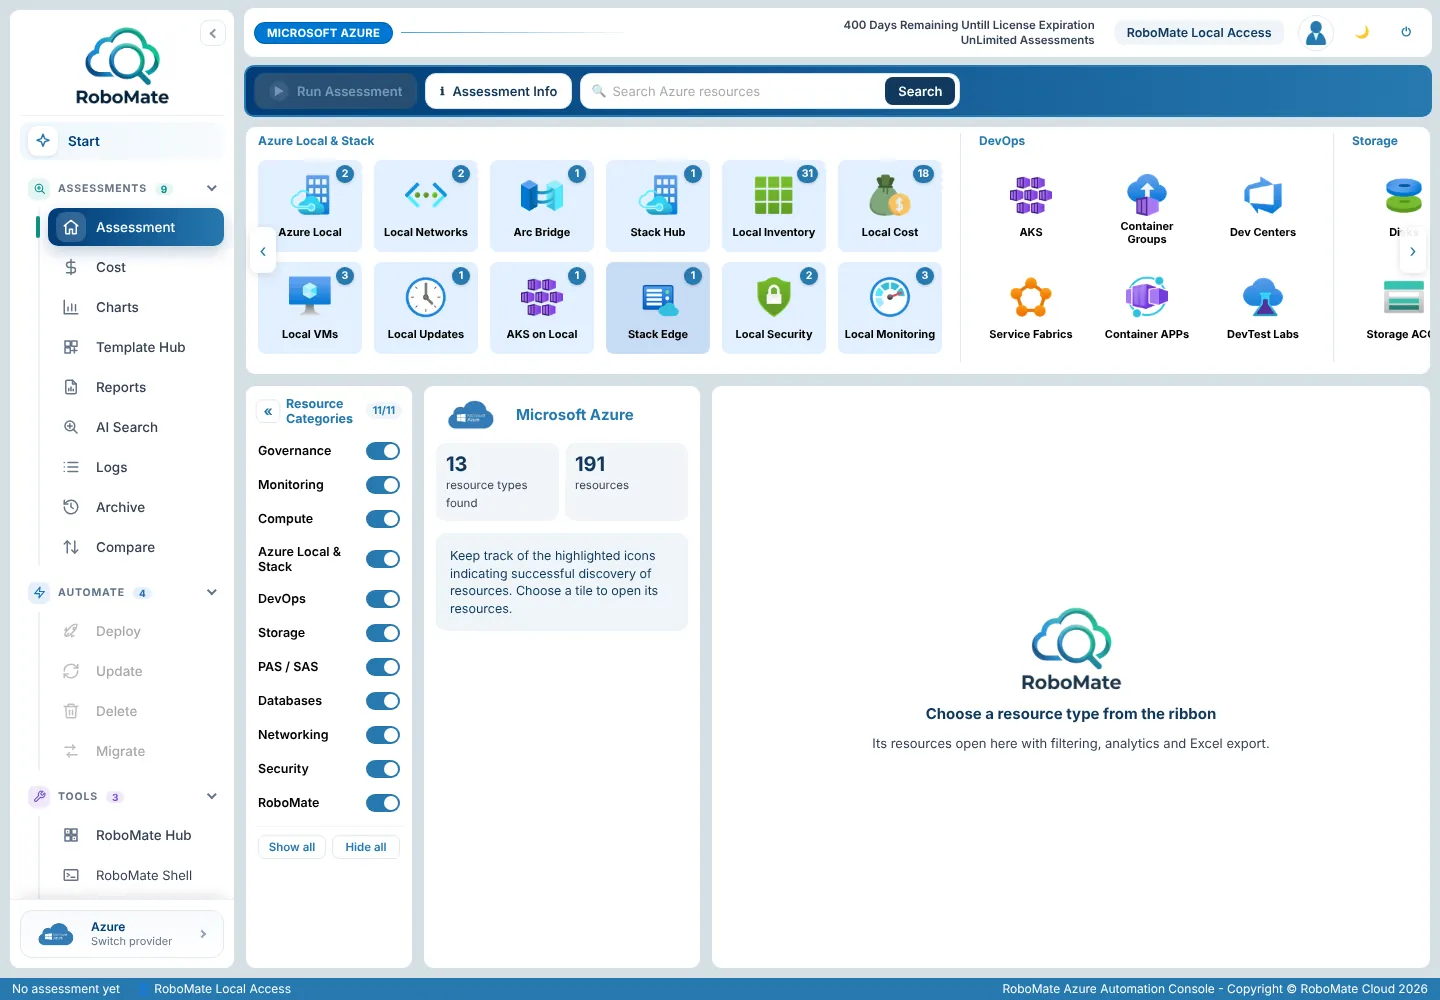 RoboMate
Start
ASSESSMENTS 9
Assessment
Cost
Charts
Template Hub
Reports
AI Search
Logs
Archive
Compare
AUTOMATE 4
Deploy
Update
Delete
Migrate
TOOLS 3
RoboMate Hub
RoboMate Shell
Azure
Switch provider
MICROSOFT AZURE
400 Days Remaining Untill License Expiration
UnLimited Assessments
RoboMate Local Access
Run Assessment
Assessment Info
Search Azure resources
Search
Azure Local & Stack
2
Azure Local
2
Local Networks
1
Arc Bridge
1
Stack Hub
31
Local Inventory
18
Local Cost
3
Local VMs
1
Local Updates
1
AKS on Local
1
Stack Edge
2
Local Security
3
Local Monitoring
DevOps
AKS
Container
Groups
Dev Centers
Service Fabrics
Container APPs
DevTest Labs
Storage
Disks
Storage ACC
Resource
Categories
11/11
Governance
Monitoring
Compute
Azure Local &
Stack
DevOps
Storage
PAS / SAS
Databases
Networking
Security
RoboMate
Show all
Hide all
Microsoft Azure
13
resource types
found
191
resources
Keep track of the highlighted icons
indicating successful discovery of
resources. Choose a tile to open its
resources.
RoboMate
Choose a resource type from the ribbon
Its resources open here with filtering, analytics and Excel export.
No assessment yet
RoboMate Local Access
RoboMate Azure Automation Console - Copyright © RoboMate Cloud 2026